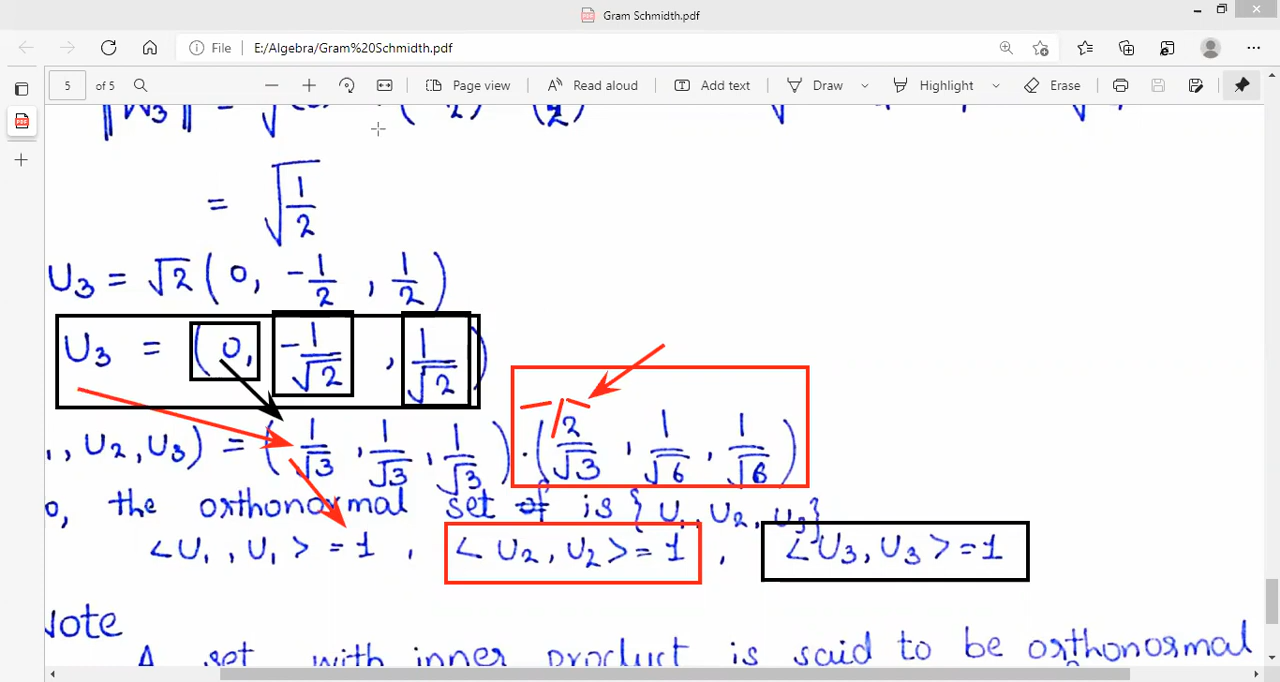 Gram Schmidth.pdf
File E:/Algebra/Gram%20Schmidth.pdf
5 of 5 Page view Read aloud Add text Draw Highlight Erase
= √(1/2)
U₃ = √2 (0, -1/2, 1/2)
U₃ = (0, -1/√2, 1/√2)
, U₂, U₃) = (1/√3, 1/√3, 1/√3) · (2/√3, 1/√6, 1/√6)
the orthonormal set of is {U₁, U₂, U₃}
<U₁, U₁> = 1, <U₂, U₂> = 1, <U₃, U₃> = 1
Note
A set with inner product is said to be orthonormal